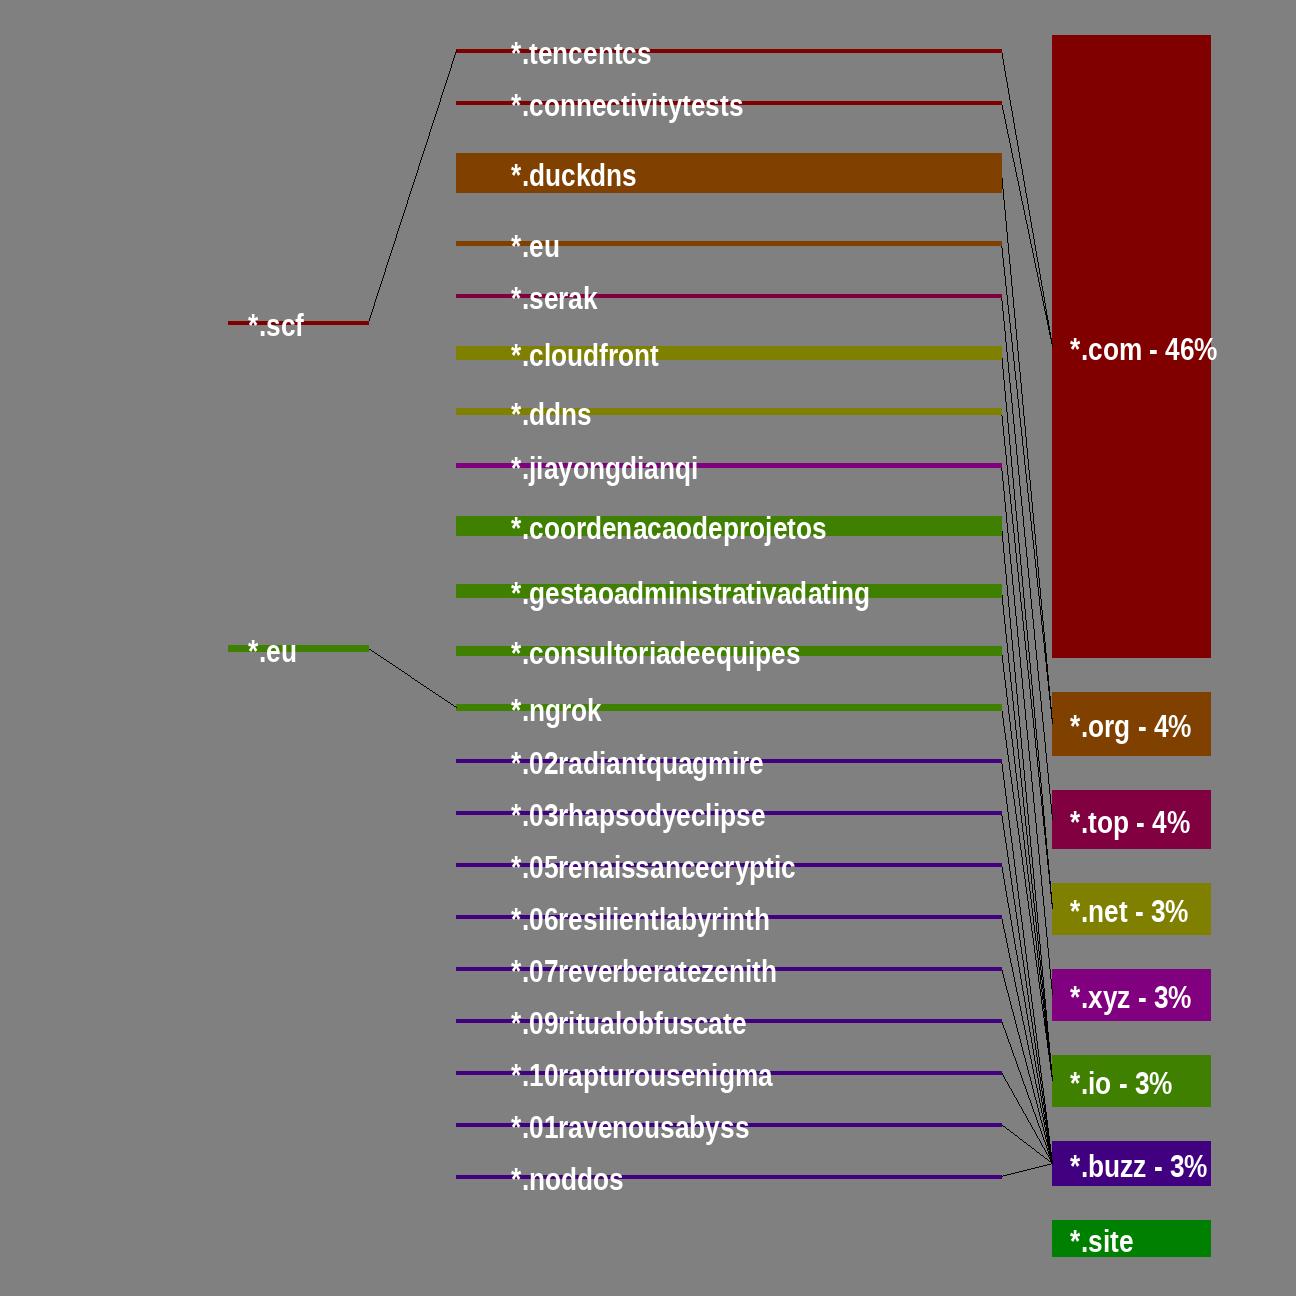 *.scf
*.eu
*.tencentcs
*.connectivitytests
*.duckdns
*.eu
*.serak
*.cloudfront
*.ddns
*.jiayongdianqi
*.coordenacaodeprojetos
*.gestaoadministrativadating
*.consultoriadeequipes
*.ngrok
*.02radiantquagmire
*.03rhapsodyeclipse
*.05renaissancecryptic
*.06resilientlabyrinth
*.07reverberatezenith
*.09ritualobfuscate
*.10rapturousenigma
*.01ravenousabyss
*.noddos
*.com - 46%
*.org - 4%
*.top - 4%
*.net - 3%
*.xyz - 3%
*.io - 3%
*.buzz - 3%
*.site